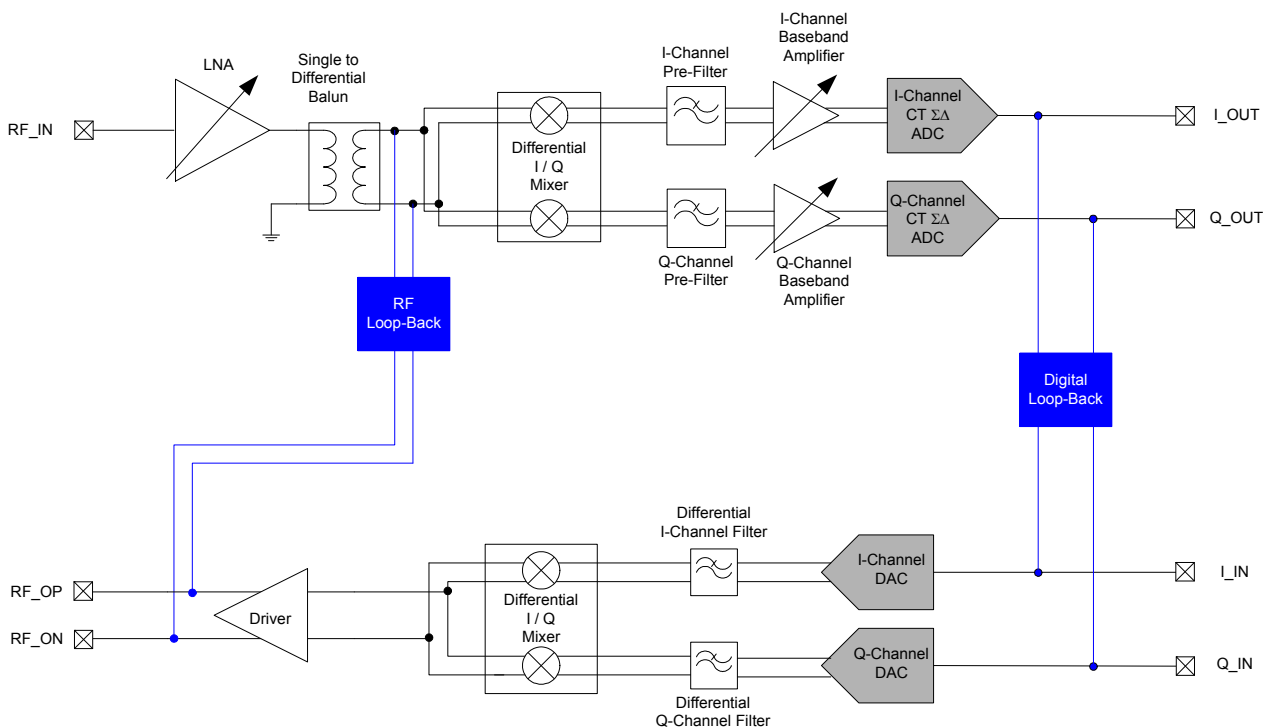 LNA
Single to
Differential
Balun
RF_IN
Differential
I / Q
Mixer
I-Channel
Pre-Filter
I-Channel
Baseband
Amplifier
I-Channel
CT ΣΔ
ADC
I_OUT
Q-Channel
Pre-Filter
Q-Channel
Baseband
Amplifier
Q-Channel
CT ΣΔ
ADC
Q_OUT
RF
Loop-Back
Digital
Loop-Back
RF_OP
RF_ON
Driver
Differential
I / Q
Mixer
Differential
I-Channel Filter
I-Channel
DAC
I_IN
Differential
Q-Channel Filter
Q-Channel
DAC
Q_IN